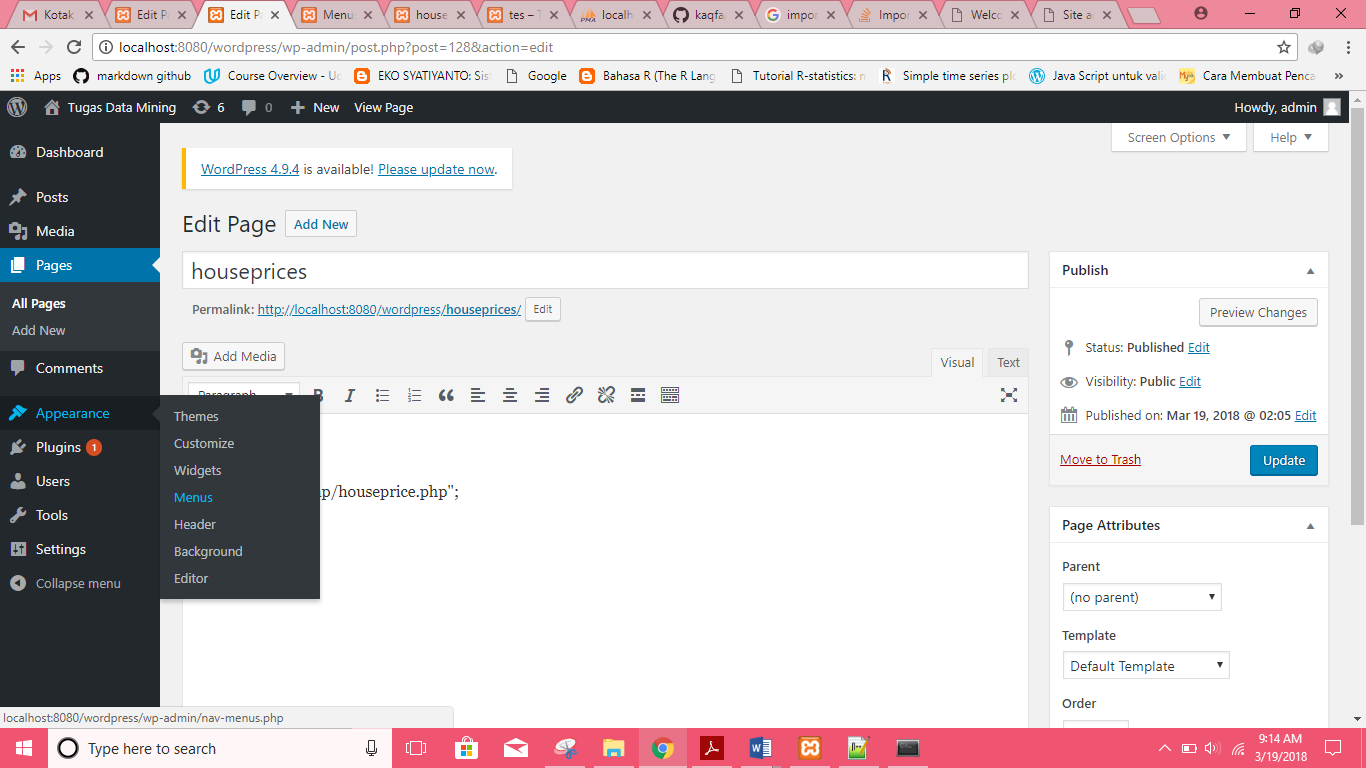 Kotak
Edit P
Edit Pa
Menu
house
tes – T
localh
kaqfa
impor
Impor
Welco
Site a
localhost:8080/wordpress/wp-admin/post.php?post=128&action=edit
Apps markdown github Course Overview - Uc EKO SYATIYANTO: Sis Google Bahasa R (The R Lang Tutorial R-statistics: n Simple time series plo Java Script untuk vali Cara Membuat Penca »
Tugas Data Mining 6 0 New View Page Howdy, admin
Screen Options Help
Dashboard
Posts
Media
Pages
All Pages
Add New
Comments
Appearance
Plugins 1
Users
Tools
Settings
Collapse menu
Themes
Customize
Widgets
Menus
Header
Background
Editor
WordPress 4.9.4 is available! Please update now.
Edit Page Add New
houseprices
Permalink: http://localhost:8080/wordpress/houseprices/ Edit
Add Media
Visual Text
Paragraph B I
p/houseprice.php";
Publish
Preview Changes
Status: Published Edit
Visibility: Public Edit
Published on: Mar 19, 2018 @ 02:05 Edit
Move to Trash Update
Page Attributes
Parent
(no parent)
Template
Default Template
Order
localhost:8080/wordpress/wp-admin/nav-menus.php
Type here to search
9:14 AM
3/19/2018